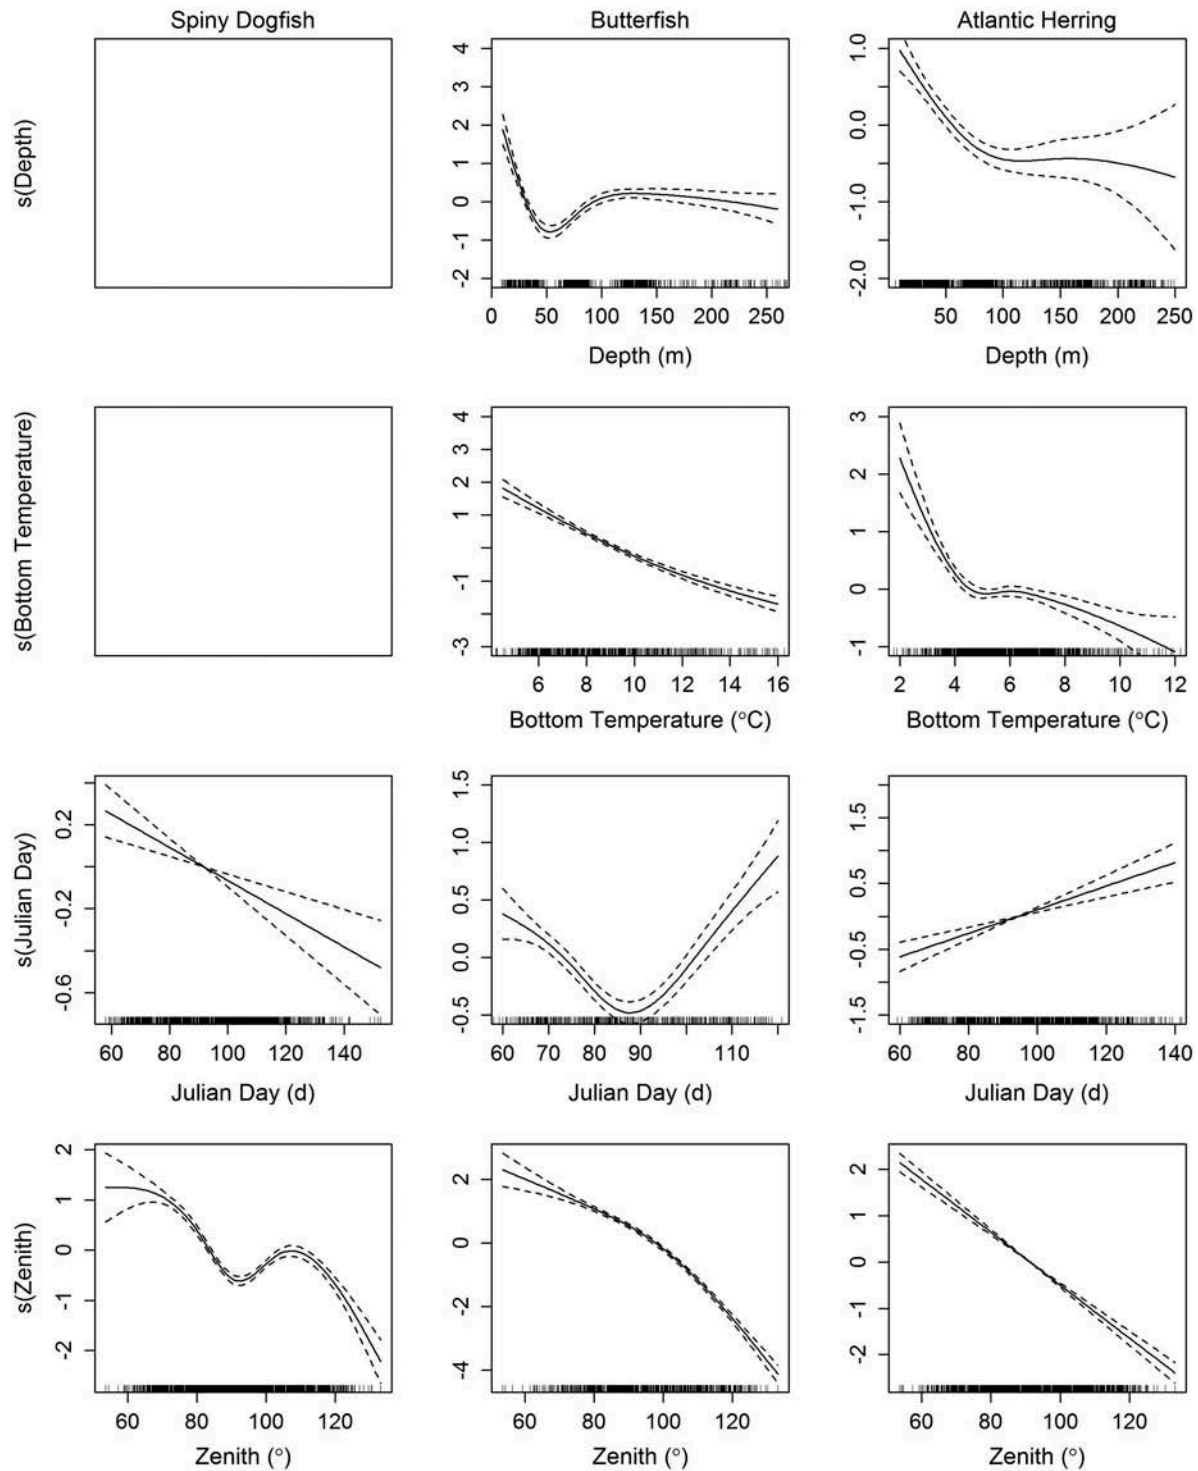 Spiny Dogfish Butterfish Atlantic Herring
s(Depth)
4
3
2
1
0
-1
-2
0 50 100 150 200 250
Depth (m)
1.0
0.0
-1.0
-2.0
50 100 150 200 250
Depth (m)
s(Bottom Temperature)
4
3
2
1
-1
-3
6 8 10 12 14 16
Bottom Temperature (°C)
3
2
1
0
-1
2 4 6 8 10 12
Bottom Temperature (°C)
s(Julian Day)
0.2
-0.2
-0.6
60 80 100 120 140
Julian Day (d)
1.5
1.0
0.5
0.0
-0.5
60 70 80 90 110
Julian Day (d)
1.5
0.5
-0.5
-1.5
60 80 100 120 140
Julian Day (d)
s(Zenith)
2
1
0
-1
-2
60 80 100 120
Zenith (°)
2
0
-2
-4
60 80 100 120
Zenith (°)
2
1
0
-1
-2
60 80 100 120
Zenith (°)